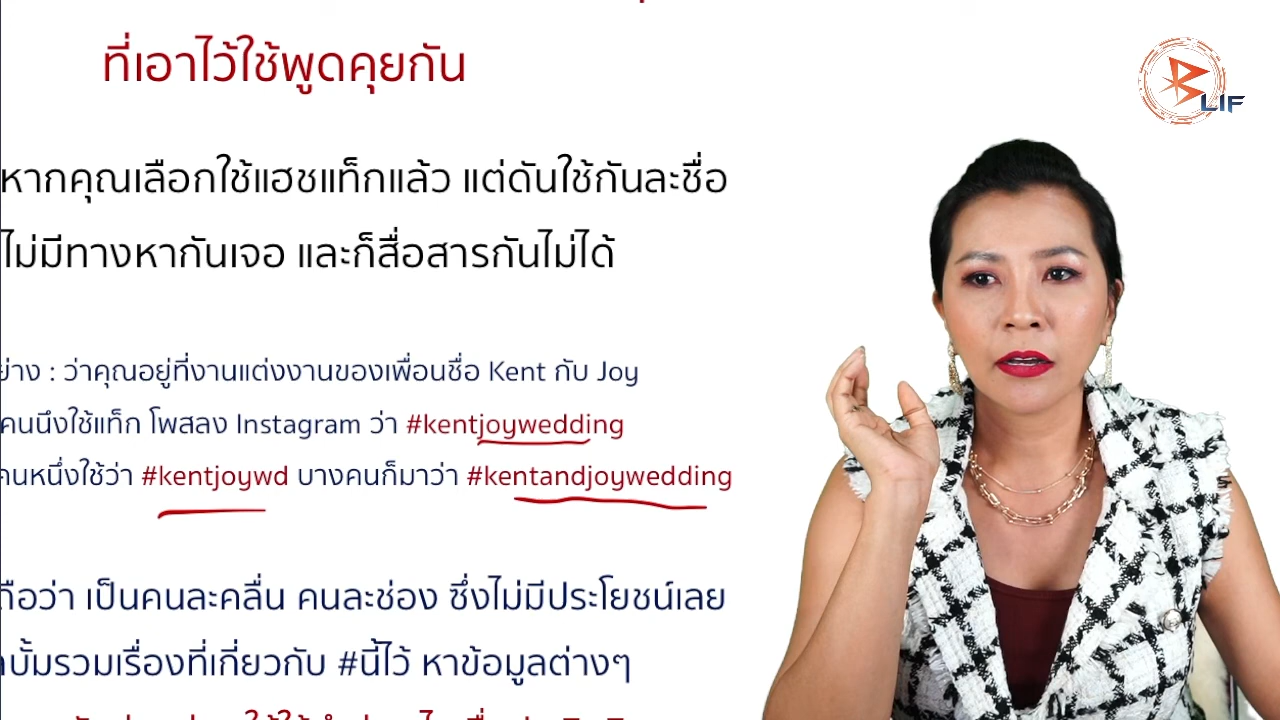 ที่เอาไว้ใช้พูดคุยกัน
LIF
หากคุณเลือกใช้แฮชแท็กแล้ว แต่ดันใช้กันละชื่อ
ไม่มีทางหากันเจอ และก็สื่อสารกันไม่ได้
: ว่าคุณอยู่ที่งานแต่งงานของเพื่อนชื่อ Kent กับ Joy
คนนึงใช้แท็ก โพสลง Instagram ว่า #kentjoywedding
คนหนึ่งใช้ว่า #kentjoywd บางคนก็มาว่า #kentandjoywedding
ถือว่า เป็นคนละคลื่น คนละช่อง ซึ่งไม่มีประโยชน์เลย
รวมเรื่องที่เกี่ยวกับ #นี้ไว้ หาข้อมูลต่างๆ